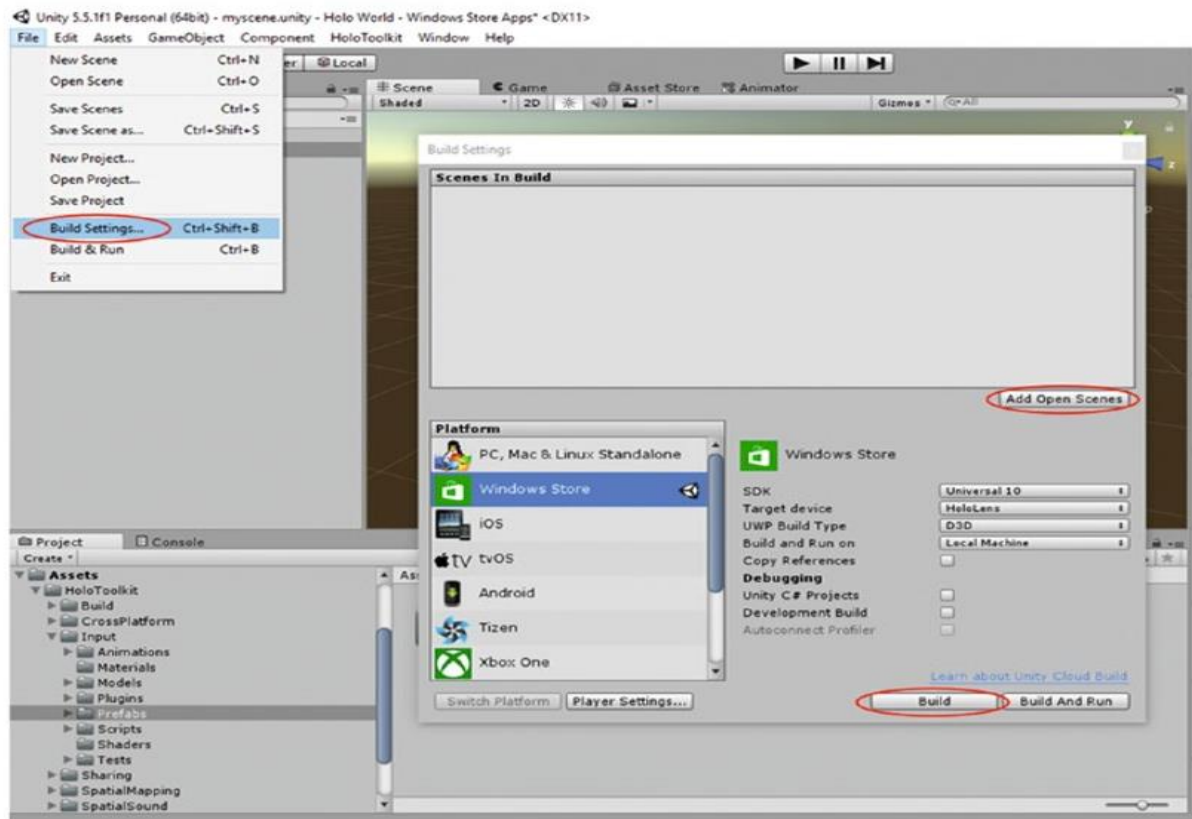 Unity 5.5.1f1 Personal (64bit) - myscene.unity - Holo World - Windows Store Apps* <DX11>
File Edit Assets GameObject Component HoloToolkit Window Help
New Scene Ctrl+N
Open Scene Ctrl+O
Save Scenes Ctrl+S
Save Scene as... Ctrl+Shift+S
New Project...
Open Project...
Save Project
Build Settings... Ctrl+Shift+B
Build & Run Ctrl+B
Exit
er Local
Scene Game Asset Store Animator
Shaded 2D Gizmos All
y
z
Build Settings
Scenes In Build
Add Open Scenes
Platform
PC, Mac & Linux Standalone
Windows Store
iOS
tv tvOS
Android
Tizen
Xbox One
Windows Store
SDK Universal 10
Target device HoloLens
UWP Build Type D3D
Build and Run on Local Machine
Copy References
Debugging
Unity C# Projects
Development Build
Autoconnect Profiler
Learn about Unity Cloud Build
Switch Platform Player Settings... Build Build And Run
Project Console
Create
Assets
HoloToolkit
Build
CrossPlatform
Input
Animations
Materials
Models
Plugins
Prefabs
Scripts
Shaders
Tests
Sharing
SpatialMapping
SpatialSound
As